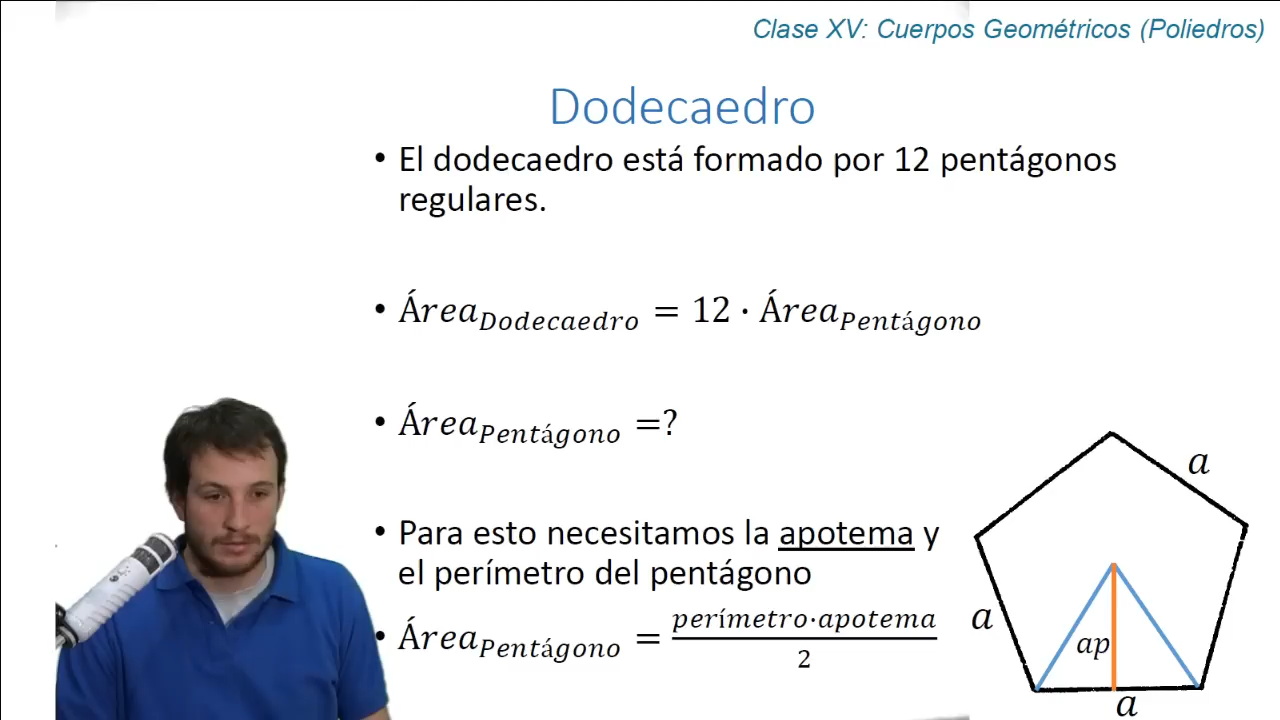 Clase XV: Cuerpos Geométricos (Poliedros)
Dodecaedro
• El dodecaedro está formado por 12 pentágonos
regulares.
• Área_Dodecaedro = 12 · Área_Pentágono
• Área_Pentágono =?
• Para esto necesitamos la apotema y
el perímetro del pentágono
• Área_Pentágono = perímetro·apotema / 2
a
a
ap
a